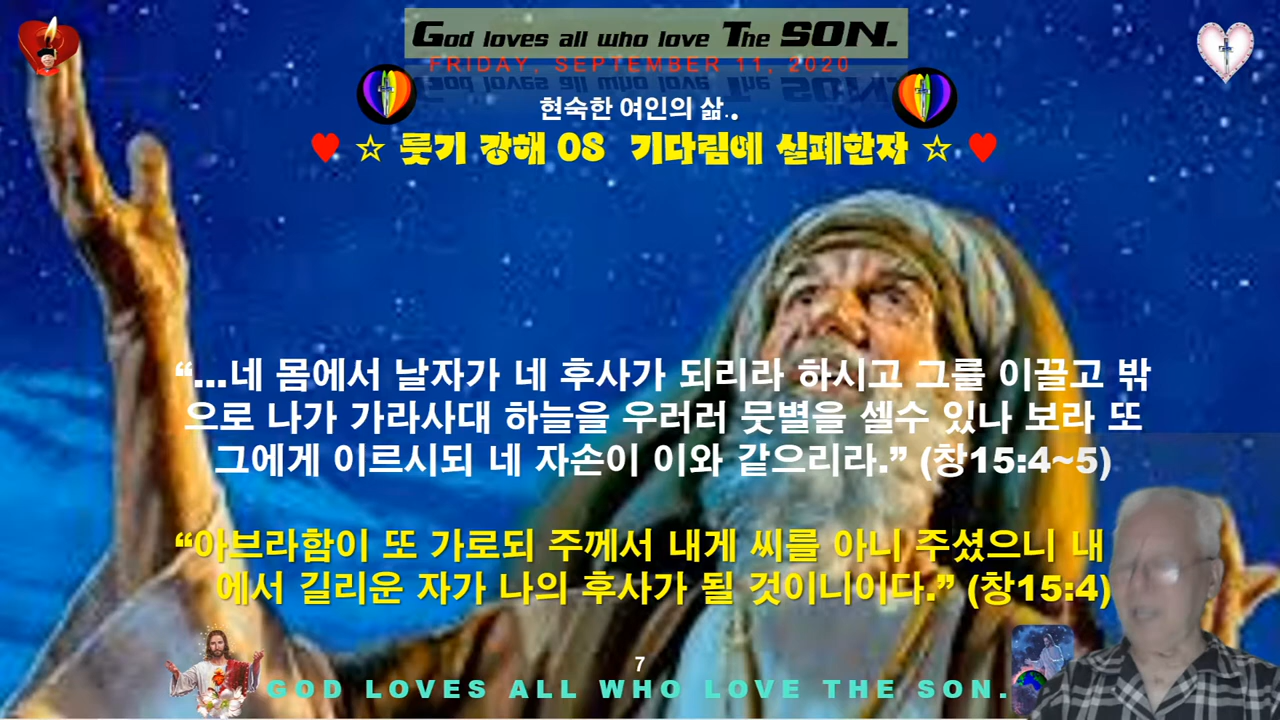 God loves all who love The SON.
FRIDAY, SEPTEMBER 11, 2020
현숙한 여인의 삶..
♥ ☆ 룻기 강해 OS 기다림에 실패한자 ☆ ♥
“...네 몸에서 날자가 네 후사가 되리라 하시고 그를 이끌고 밖
으로 나가 가라사대 하늘을 우러러 뭇별을 셀수 있나 보라 또
그에게 이르시되 네 자손이 이와 같으리라.” (창15:4~5)
“아브라함이 또 가로되 주께서 내게 씨를 아니 주셨으니 내
에서 길리운 자가 나의 후사가 될 것이니이다.” (창15:4)
7
GOD LOVES ALL WHO LOVE THE SON.